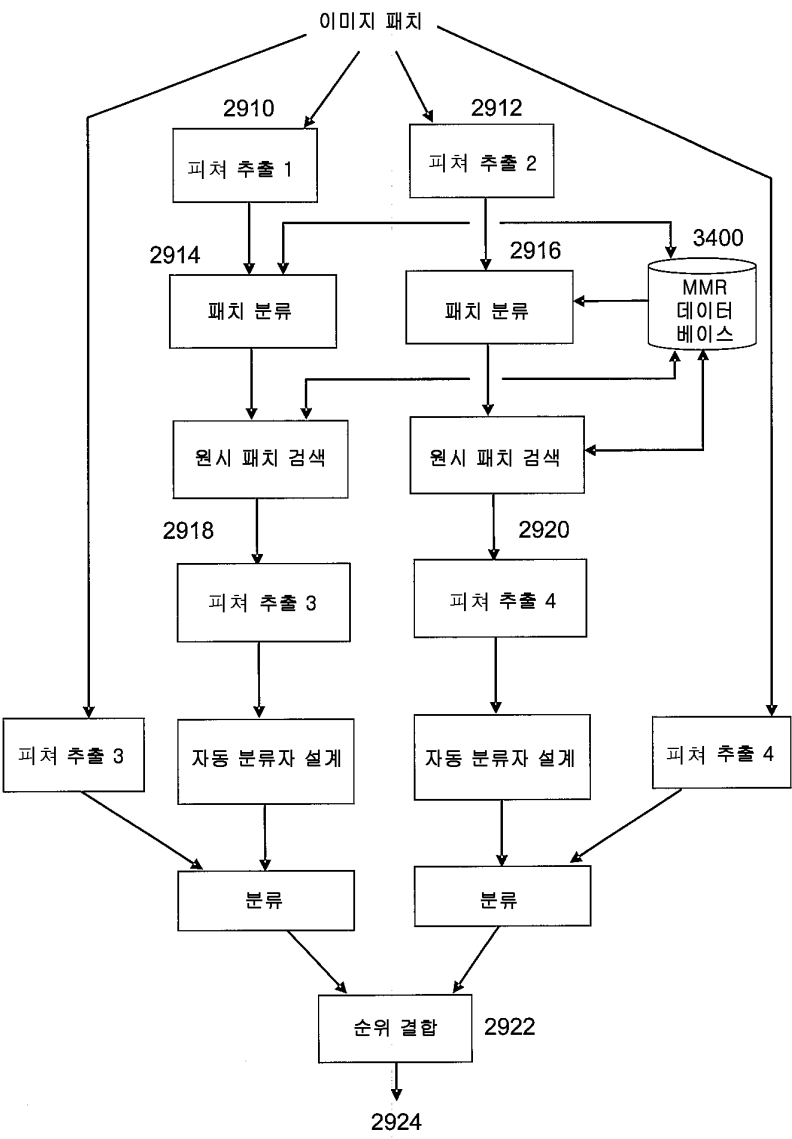 이미지 패치
2910
2912
피쳐 추출 1
피쳐 추출 2
2914
2916
3400
패치 분류
패치 분류
MMR
데이터
베이스
원시 패치 검색
원시 패치 검색
2918
2920
피쳐 추출 3
피쳐 추출 4
피쳐 추출 3
자동 분류자 설계
자동 분류자 설계
피쳐 추출 4
분류
분류
순위 결합
2922
2924